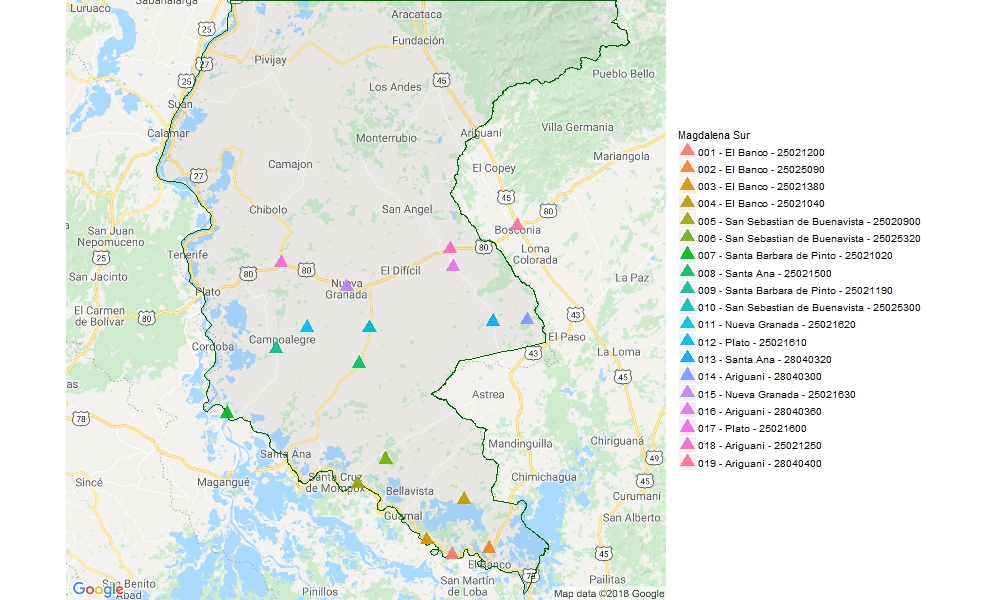 Luruaco
Sabanalarga
Aracataca
25
Fundación
27
Pivijay
Pueblo Bello
25
45
Los Andes
Suán
Calamar
Ariguaní
Villa Germania
Monterrubio
Mariangola
Camajon
El Copey
27
45
Chibolo
San Angel
80
Bosconia
San Juan
Nepomuceno
80
Loma
Colorada
Terenife
25
80
80
El Difícil
La Paz
San Jacinto
Nueva
Granada
Plato
El Carmen
de Bolívar
80
43
Campoalegre
El Paso
Cordoba
43
La Loma
as
45
Astrea
78
Mandinguilla
Chiriguaná
Santa Ana
49
Santa Cruz
de Mompox
Chimichagua
Sincé
Magangué
45
Bellavista
Curumaní
Guamal
San Alberto
45
El Banco
78
Pailitas
San Benito
Abad
San Martín
de Loba
Pinillos
Google
Map data ©2018 Google
Magdalena Sur
001 - El Banco - 25021200
002 - El Banco - 25025090
003 - El Banco - 25021380
004 - El Banco - 25021040
005 - San Sebastian de Buenavista - 25020900
006 - San Sebastian de Buenavista - 25025320
007 - Santa Barbara de Pinto - 25021020
008 - Santa Ana - 25021500
009 - Santa Barbara de Pinto - 25021190
010 - San Sebastian de Buenavista - 25025300
011 - Nueva Granada - 25021620
012 - Plato - 25021610
013 - Santa Ana - 28040320
014 - Ariguani - 28040300
015 - Nueva Granada - 25021630
016 - Ariguani - 28040360
017 - Plato - 25021600
018 - Ariguani - 25021250
019 - Ariguani - 28040400